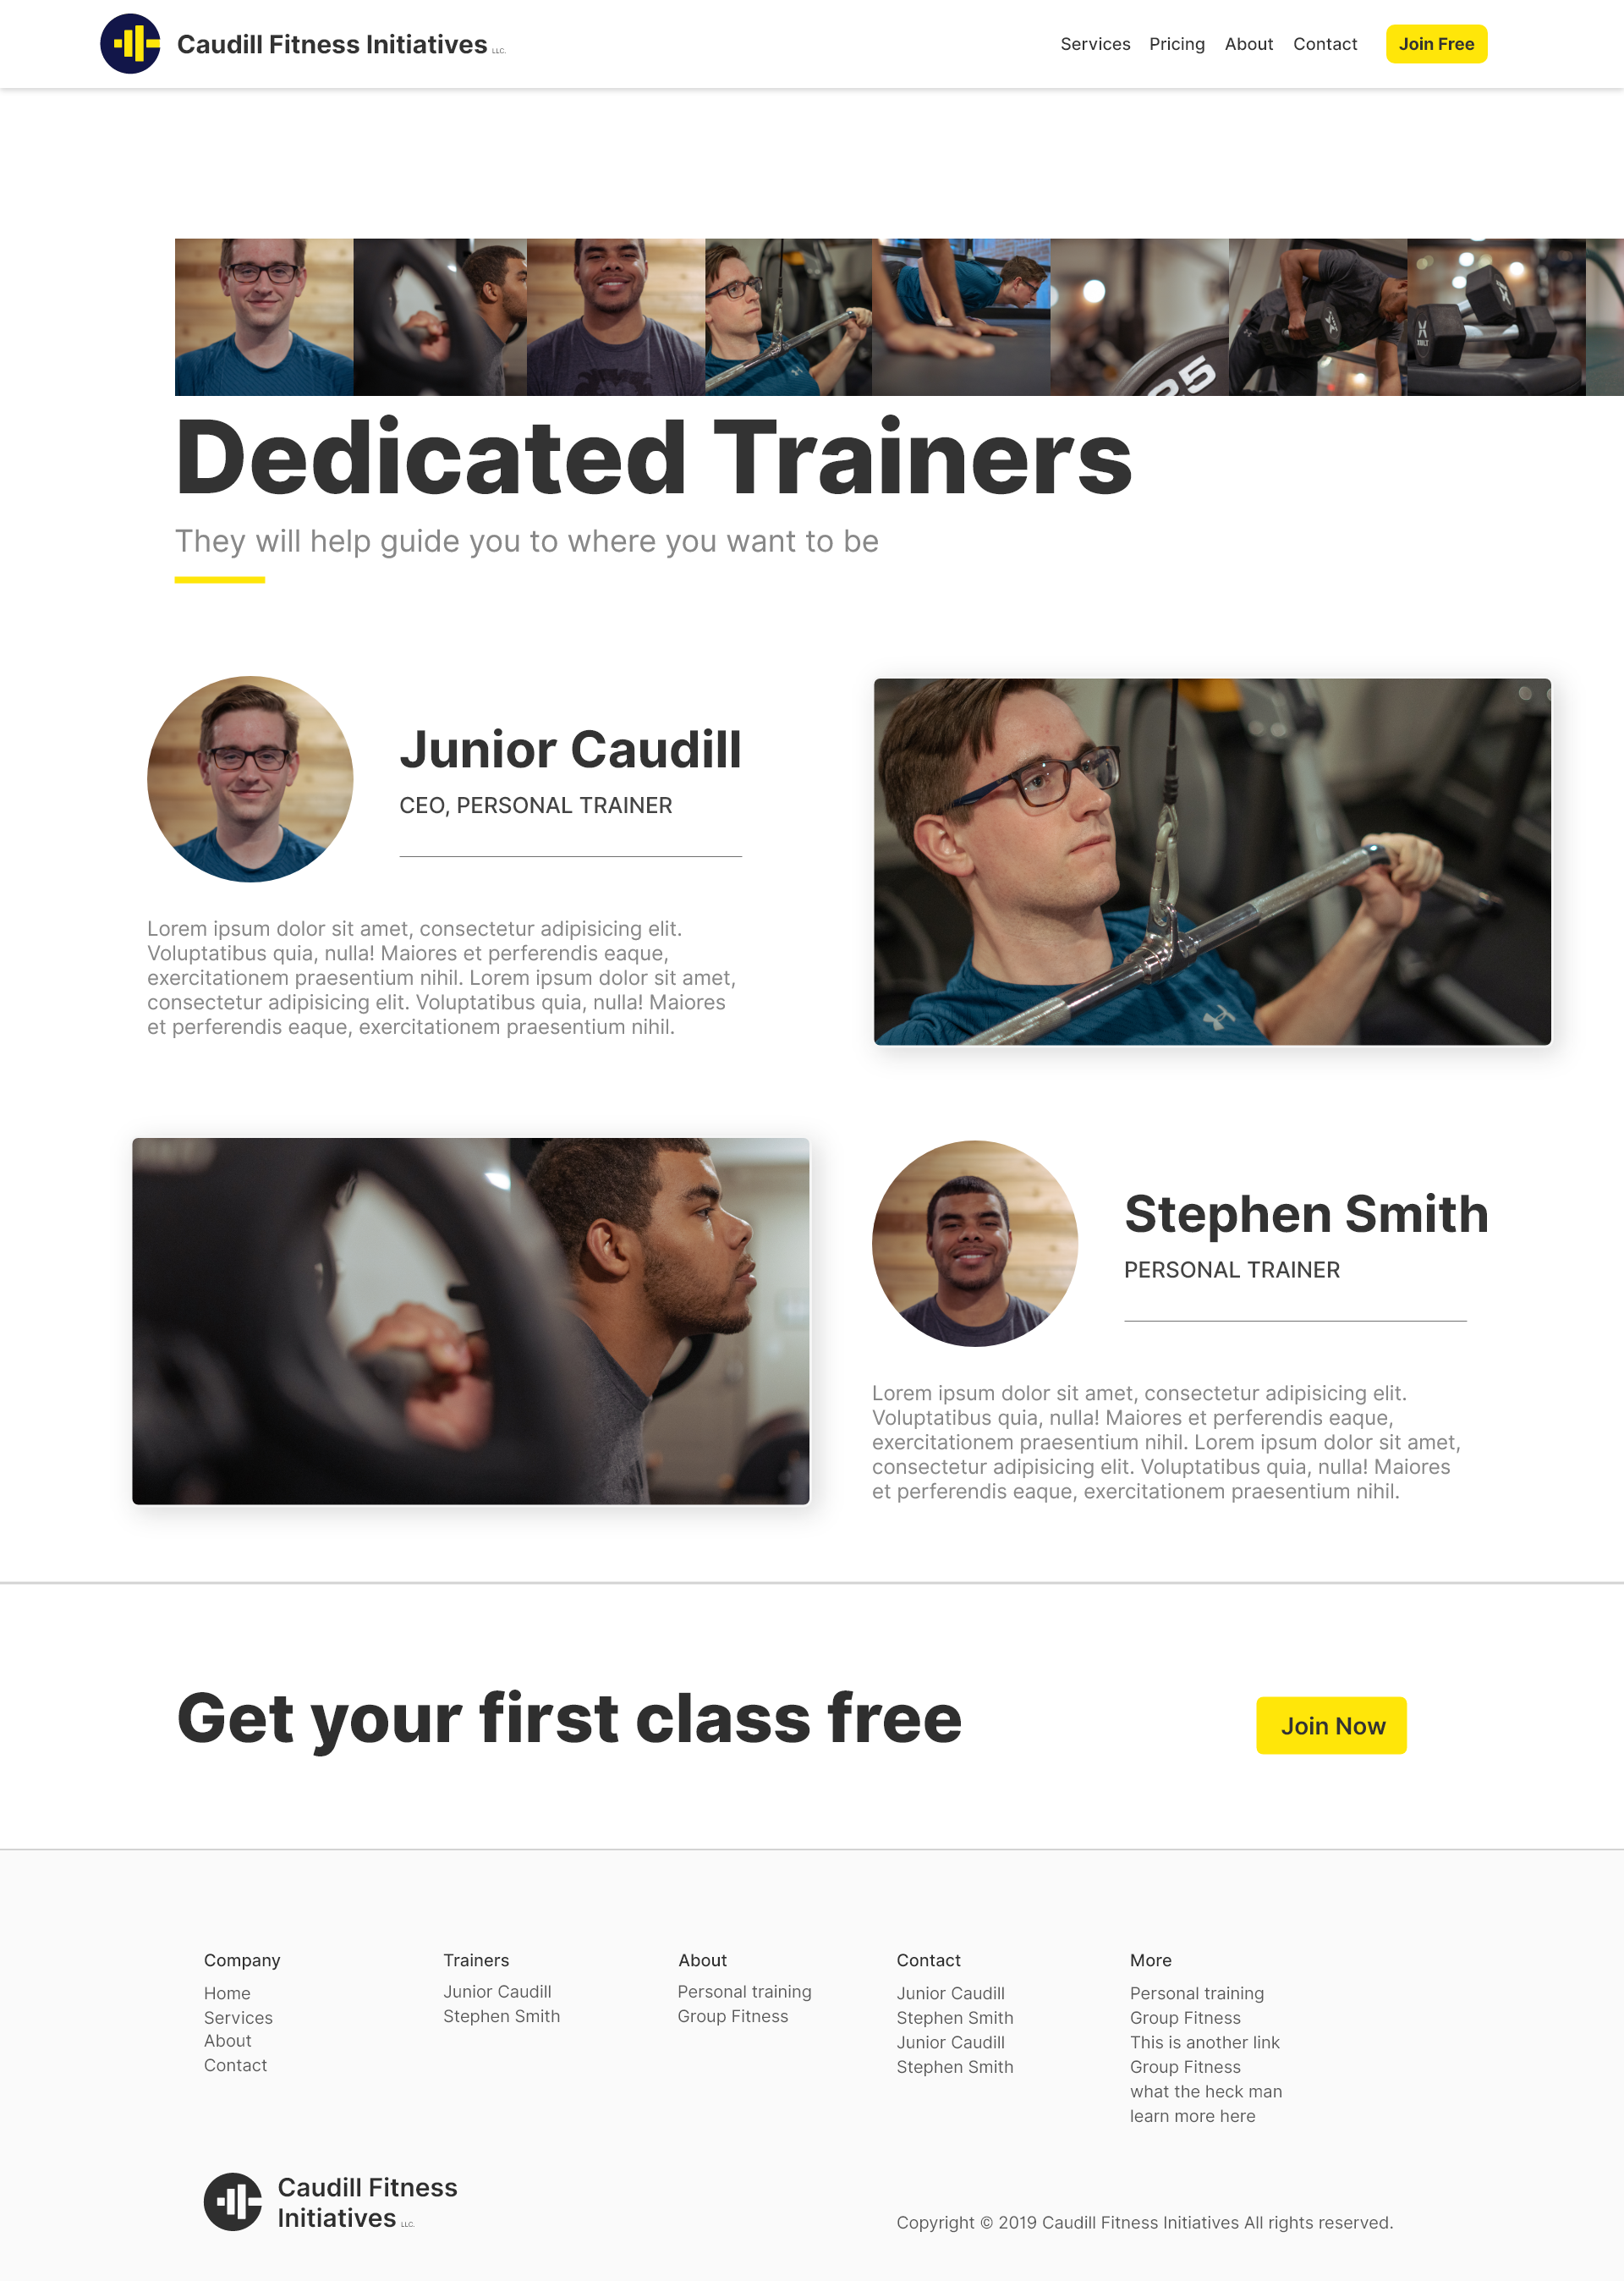 Caudill Fitness Initiatives LLC.
Services Pricing About Contact Join Free
25
Dedicated Trainers
They will help guide you to where you want to be
Junior Caudill
CEO, PERSONAL TRAINER
Lorem ipsum dolor sit amet, consectetur adipisicing elit.
Voluptatibus quia, nulla! Maiores et perferendis eaque,
exercitationem praesentium nihil. Lorem ipsum dolor sit amet,
consectetur adipisicing elit. Voluptatibus quia, nulla! Maiores
et perferendis eaque, exercitationem praesentium nihil.
Stephen Smith
PERSONAL TRAINER
Lorem ipsum dolor sit amet, consectetur adipisicing elit.
Voluptatibus quia, nulla! Maiores et perferendis eaque,
exercitationem praesentium nihil. Lorem ipsum dolor sit amet,
consectetur adipisicing elit. Voluptatibus quia, nulla! Maiores
et perferendis eaque, exercitationem praesentium nihil.
Get your first class free
Join Now
Company
Home
Services
About
Contact
Trainers
Junior Caudill
Stephen Smith
About
Personal training
Group Fitness
Contact
Junior Caudill
Stephen Smith
Junior Caudill
Stephen Smith
More
Personal training
Group Fitness
This is another link
Group Fitness
what the heck man
learn more here
Caudill Fitness
Initiatives LLC.
Copyright © 2019 Caudill Fitness Initiatives All rights reserved.